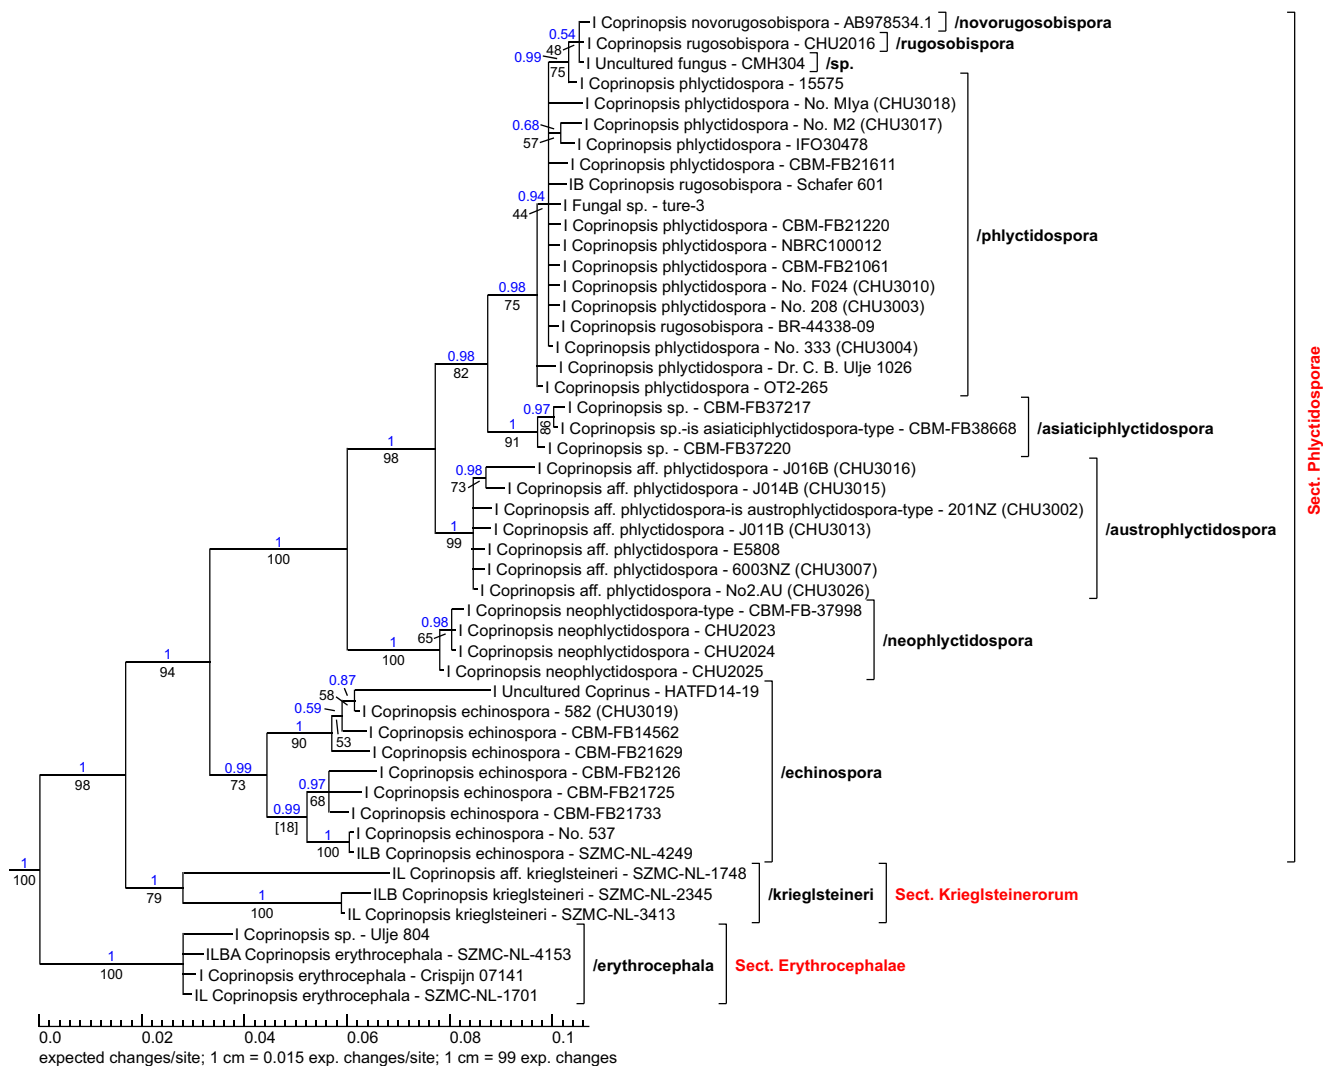 I Coprinopsis novorugosobispora - AB978534.1 /novorugosobispora
0.54
I Coprinopsis rugosobispora - CHU2016 /rugosobispora
48
0.99
I Uncultured fungus - CMH304 /sp.
75
I Coprinopsis phlyctidospora - 15575
I Coprinopsis phlyctidospora - No. MIya (CHU3018)
0.68
I Coprinopsis phlyctidospora - No. M2 (CHU3017)
57
I Coprinopsis phlyctidospora - IFO30478
I Coprinopsis phlyctidospora - CBM-FB21611
IB Coprinopsis rugosobispora - Schafer 601
0.94
I Fungal sp. - ture-3
44
I Coprinopsis phlyctidospora - CBM-FB21220
/phlyctidospora
I Coprinopsis phlyctidospora - NBRC100012
I Coprinopsis phlyctidospora - CBM-FB21061
0.98
I Coprinopsis phlyctidospora - No. F024 (CHU3010)
75
I Coprinopsis phlyctidospora - No. 208 (CHU3003)
I Coprinopsis rugosobispora - BR-44338-09
I Coprinopsis phlyctidospora - No. 333 (CHU3004)
0.98
82
I Coprinopsis phlyctidospora - Dr. C. B. Ulje 1026
I Coprinopsis phlyctidospora - OT2-265
Sect. Phlyctidosporae
0.97
I Coprinopsis sp. - CBM-FB37217
1
91
86
I Coprinopsis sp.-is asiaticiphlyctidospora-type - CBM-FB38668
/asiaticiphlyctidospora
I Coprinopsis sp. - CBM-FB37220
1
98
0.98
I Coprinopsis aff. phlyctidospora - J016B (CHU3016)
73
I Coprinopsis aff. phlyctidospora - J014B (CHU3015)
I Coprinopsis aff. phlyctidospora-is austrophlyctidospora-type - 201NZ (CHU3002)
1
99
I Coprinopsis aff. phlyctidospora - J011B (CHU3013)
/austrophlyctidospora
I Coprinopsis aff. phlyctidospora - E5808
1
100
I Coprinopsis aff. phlyctidospora - 6003NZ (CHU3007)
I Coprinopsis aff. phlyctidospora - No2.AU (CHU3026)
I Coprinopsis neophlyctidospora-type - CBM-FB-37998
0.98
65
I Coprinopsis neophlyctidospora - CHU2023
/neophlyctidospora
1
100
I Coprinopsis neophlyctidospora - CHU2024
I Coprinopsis neophlyctidospora - CHU2025
1
94
0.87
I Uncultured Coprinus - HATFD14-19
58
0.59
I Coprinopsis echinospora - 582 (CHU3019)
1
90
53
I Coprinopsis echinospora - CBM-FB14562
I Coprinopsis echinospora - CBM-FB21629
1
98
0.99
73
I Coprinopsis echinospora - CBM-FB2126
/echinospora
0.97
68
I Coprinopsis echinospora - CBM-FB21725
0.99
[18]
I Coprinopsis echinospora - CBM-FB21733
1
100
I Coprinopsis echinospora - No. 537
ILB Coprinopsis echinospora - SZMC-NL-4249
1
100
IL Coprinopsis aff. krieglsteineri - SZMC-NL-1748
1
79
1
100
ILB Coprinopsis krieglsteineri - SZMC-NL-2345
/krieglsteineri Sect. Krieglsteinerorum
IL Coprinopsis krieglsteineri - SZMC-NL-3413
I Coprinopsis sp. - Ulje 804
1
100
ILBA Coprinopsis erythrocephala - SZMC-NL-4153
/erythrocephala Sect. Erythrocephalae
I Coprinopsis erythrocephala - Crispijn 07141
IL Coprinopsis erythrocephala - SZMC-NL-1701
0.0 0.02 0.04 0.06 0.08 0.1
expected changes/site; 1 cm = 0.015 exp. changes/site; 1 cm = 99 exp. changes